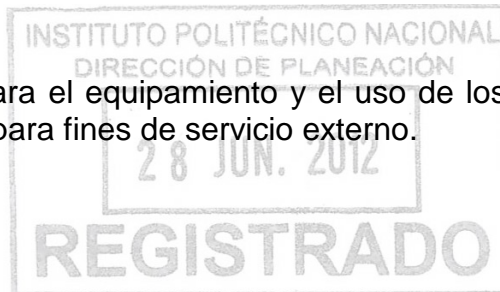 INSTITUTO POLITÉCNICO NACIONAL
DIRECCIÓN DE PLANEACIÓN
ara el equipamiento y el uso de los
para fines de servicio externo.
28 JUN. 2012
REGISTRADO